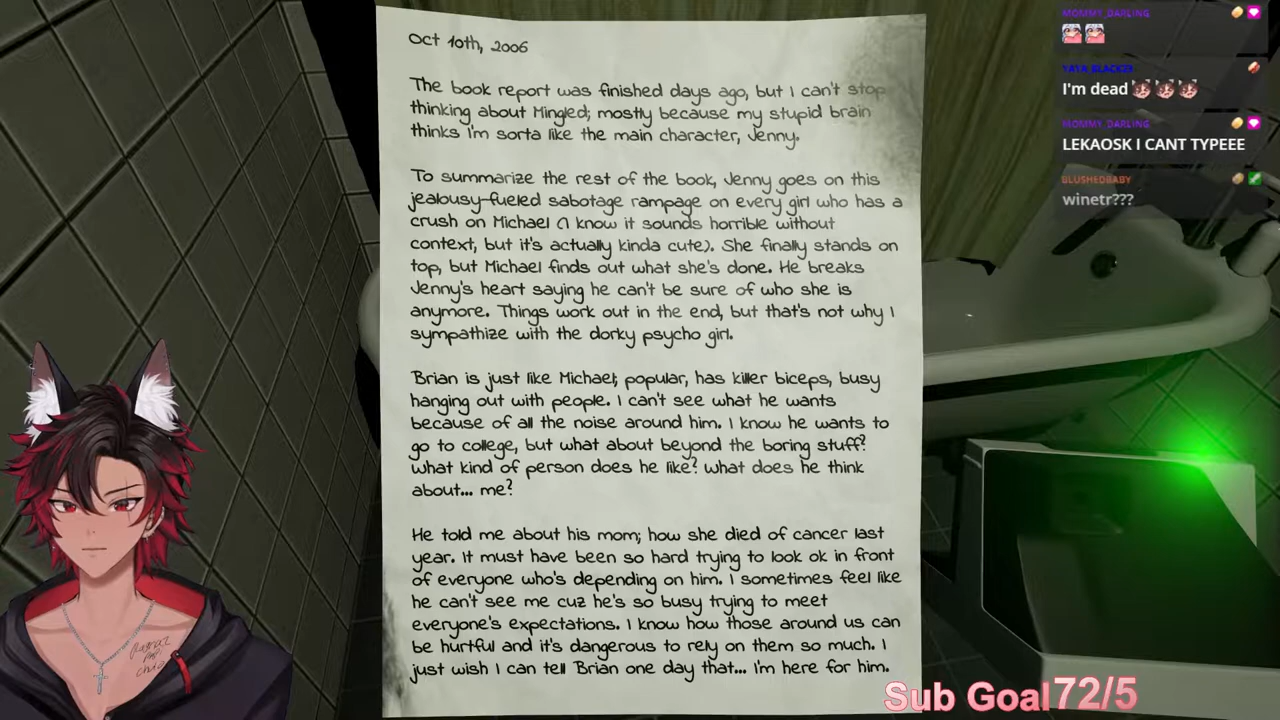 Oct 10th, 2006
The book report was finished days ago, but I can't stop
thinking about Mingled; mostly because my stupid brain
thinks I'm sorta like the main character, Jenny.
To summarize the rest of the book, Jenny goes on this
jealousy-fueled sabotage rampage on every girl who has a
crush on Michael (I know it sounds horrible without
context, but it's actually kinda cute). She finally stands on
top, but Michael finds out what she's done. He breaks
Jenny's heart saying he can't be sure of who she is
anymore. Things work out in the end, but that's not why I
sympathize with the dorky psycho girl.
Brian is just like Michael; popular, has killer biceps, busy
hanging out with people. I can't see what he wants
because of all the noise around him. I know he wants to
go to college, but what about beyond the boring stuff?
What kind of person does he like? What does he think
about... me?
He told me about his mom; how she died of cancer last
year. It must have been so hard trying to look ok in front
of everyone who's depending on him. I sometimes feel like
he can't see me cuz he's so busy trying to meet
everyone's expectations. I know how those around us can
be hurtful and it's dangerous to rely on them so much. I
just wish I can tell Brian one day that... I'm here for him.
MOMMY_DARLING
I'm dead
MOMMY_DARLING
LEKAOSK I CANT TYPEEE
BLUSHEDBABY
winetr???
Sub Goal 72/5